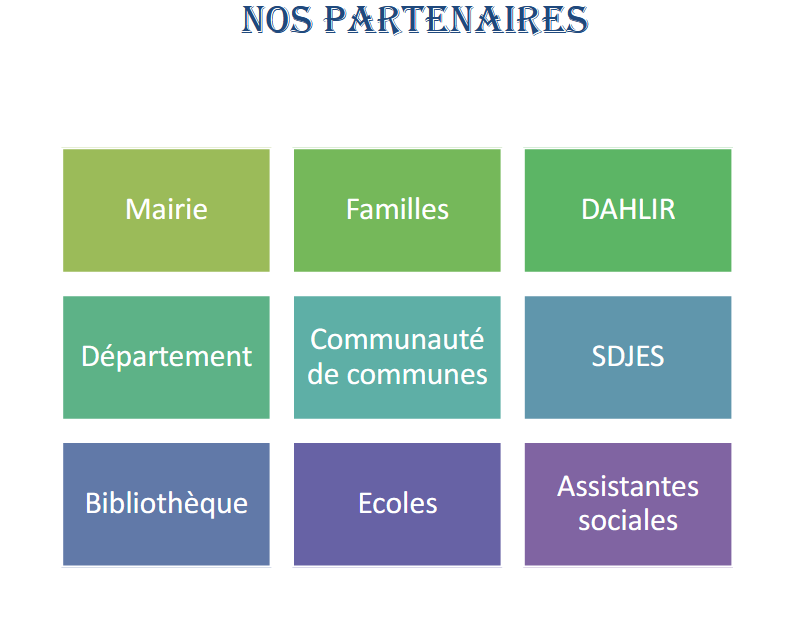 NOS PARTENAIRES
Mairie
Familles
DAHLIR
Département
Communauté
de communes
SDJES
Bibliothèque
Ecoles
Assistantes
sociales